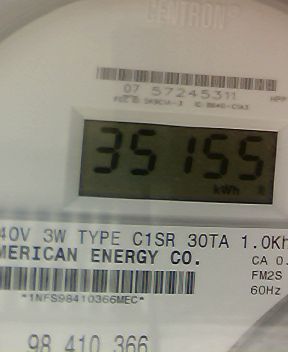 CENTRON®
07 57245311
35155
kWh
40V 3W TYPE C1SR 30TA 1.0Kh
MERICAN ENERGY CO.
CA 0.
FM2S
60Hz
*1NFS98410366MEC*
98 410 366